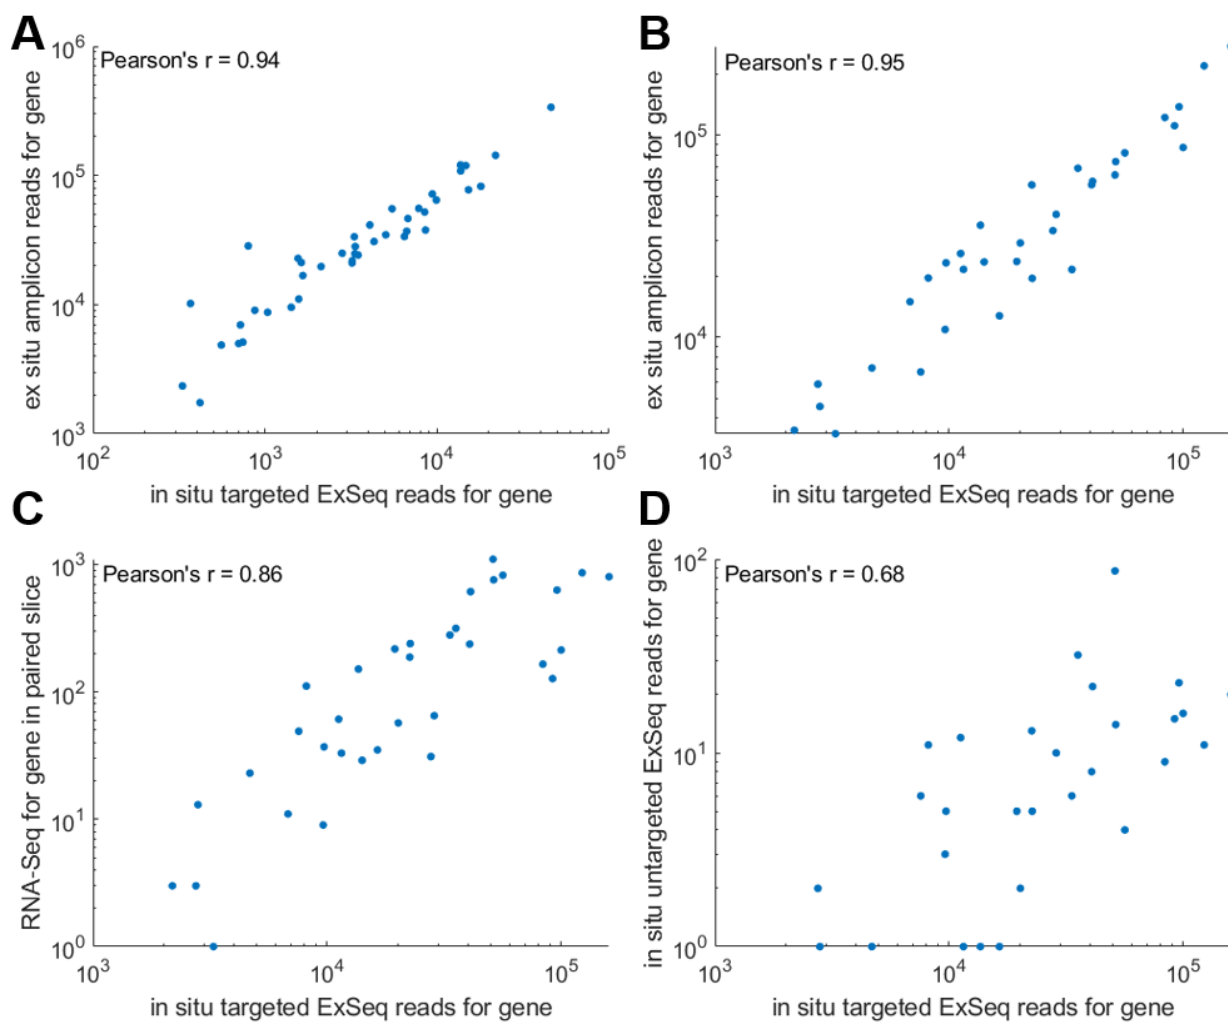 A
Pearson's r = 0.94
ex situ amplicon reads for gene
10^6
10^5
10^4
10^3
10^2
10^3
10^4
10^5
in situ targeted ExSeq reads for gene
B
Pearson's r = 0.95
ex situ amplicon reads for gene
10^5
10^4
10^3
10^4
10^5
in situ targeted ExSeq reads for gene
C
Pearson's r = 0.86
RNA-Seq for gene in paired slice
10^3
10^2
10^1
10^0
10^3
10^4
10^5
in situ targeted ExSeq reads for gene
D
Pearson's r = 0.68
in situ untargeted ExSeq reads for gene
10^2
10^1
10^0
10^3
10^4
10^5
in situ targeted ExSeq reads for gene